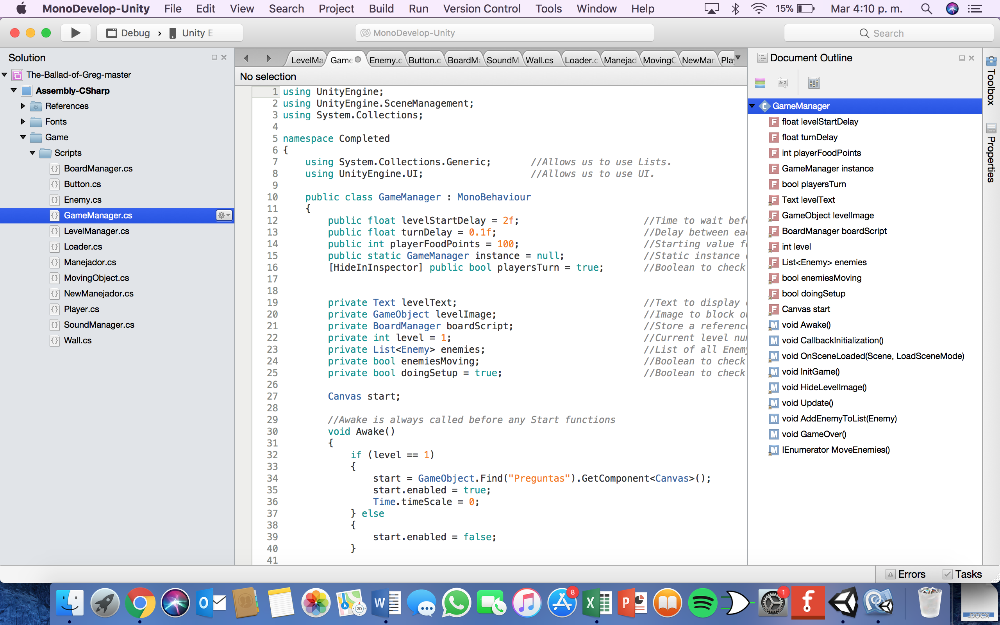 MonoDevelop-Unity File Edit View Search Project Build Run Version Control Tools Window Help 15% Mar 4:10 p. m.
Debug › Unity E
MonoDevelop-Unity
Search
Solution
The-Ballad-of-Greg-master
Assembly-CSharp
References
Fonts
Game
Scripts
BoardManager.cs
Button.cs
Enemy.cs
GameManager.cs
LevelManager.cs
Loader.cs
Manejador.cs
MovingObject.cs
NewManejador.cs
Player.cs
SoundManager.cs
Wall.cs
LevelMa Game Enemy.c Button.c BoardMa SoundM Wall.cs Loader.c Manejad MovingO NewMan Play
No selection
1 using UnityEngine;
2 using UnityEngine.SceneManagement;
3 using System.Collections;
4
5 namespace Completed
6 {
7 using System.Collections.Generic; //Allows us to use Lists.
8 using UnityEngine.UI; //Allows us to use UI.
9
10 public class GameManager : MonoBehaviour
11 {
12 public float levelStartDelay = 2f; //Time to wait bef
13 public float turnDelay = 0.1f; //Delay between ea
14 public int playerFoodPoints = 100; //Starting value f
15 public static GameManager instance = null; //Static instance
16 [HideInInspector] public bool playersTurn = true; //Boolean to check
17
18
19 private Text levelText; //Text to display
20 private GameObject levelImage; //Image to block o
21 private BoardManager boardScript; //Store a reference
22 private int level = 1; //Current level nu
23 private List<Enemy> enemies; //List of all Enemy
24 private bool enemiesMoving; //Boolean to check
25 private bool doingSetup = true; //Boolean to check
26
27 Canvas start;
28
29 //Awake is always called before any Start functions
30 void Awake()
31 {
32 if (level == 1)
33 {
34 start = GameObject.Find("Preguntas").GetComponent<Canvas>();
35 start.enabled = true;
36 Time.timeScale = 0;
37 } else
38 {
39 start.enabled = false;
40 }
41
Document Outline
GameManager
float levelStartDelay
float turnDelay
int playerFoodPoints
GameManager instance
bool playersTurn
Text levelText
GameObject levelImage
BoardManager boardScript
int level
List<Enemy> enemies
bool enemiesMoving
bool doingSetup
Canvas start
void Awake()
void CallbackInitialization()
void OnSceneLoaded(Scene, LoadSceneMode)
void InitGame()
void HideLevelImage()
void Update()
void AddEnemyToList(Enemy)
void GameOver()
IEnumerator MoveEnemies()
Toolbox
Properties
Errors Tasks
8
1
3D
DOCX